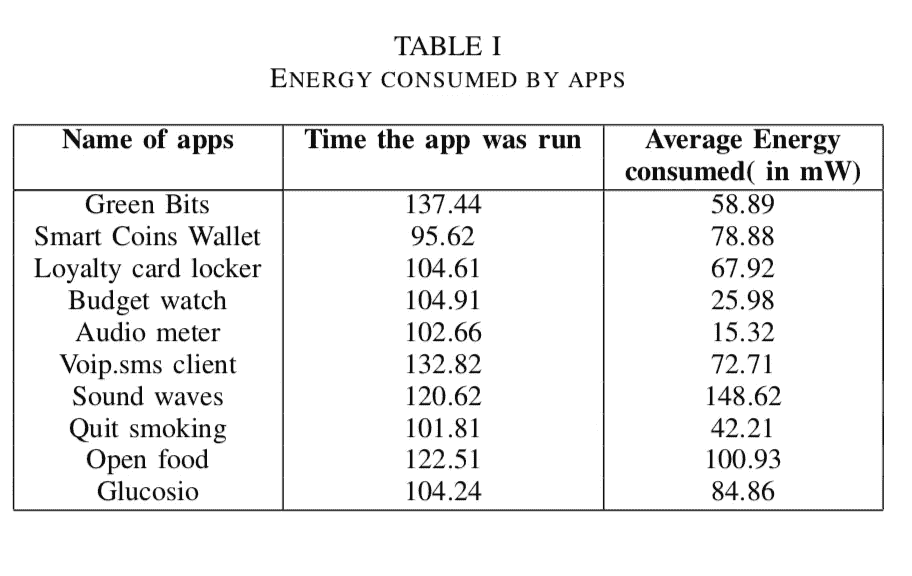 TABLE I
ENERGY CONSUMED BY APPS
Name of apps Time the app was run Average Energy
consumed( in mW)
Green Bits 137.44 58.89
Smart Coins Wallet 95.62 78.88
Loyalty card locker 104.61 67.92
Budget watch 104.91 25.98
Audio meter 102.66 15.32
Voip.sms client 132.82 72.71
Sound waves 120.62 148.62
Quit smoking 101.81 42.21
Open food 122.51 100.93
Glucosio 104.24 84.86